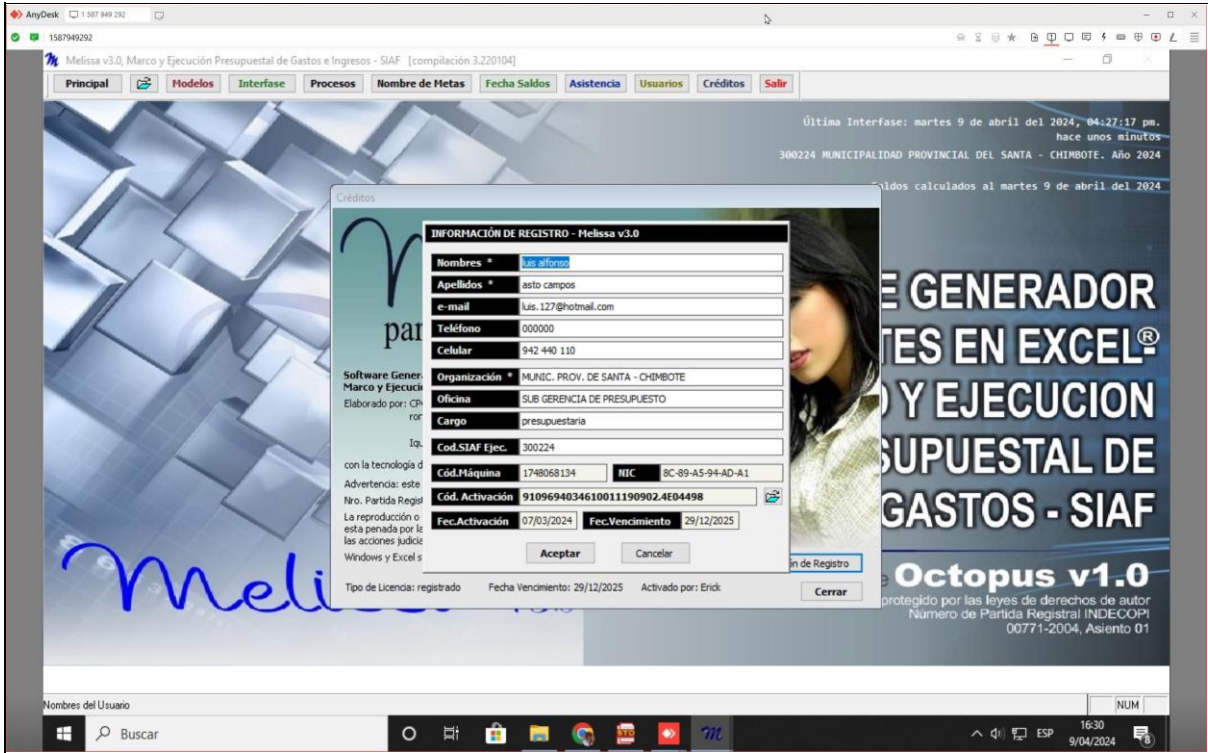 AnyDesk 1 587 949 292
1587949292
Melissa v3.0, Marco y Ejecución Presupuestal de Gastos e Ingresos - SIAF [compilación 3.220104]
Principal Modelos Interfase Procesos Nombre de Metas Fecha Saldos Asistencia Usuarios Créditos Salir
Última Interfase: martes 9 de abril del 2024, 04:27:17 pm.
hace unos minutos
300224 MUNICIPALIDAD PROVINCIAL DEL SANTA - CHIMBOTE. Año 2024
ldos calculados al martes 9 de abril del 2024
Créditos
INFORMACIÓN DE REGISTRO - Melissa v3.0
Nombres * luis alfonso
Apellidos * asto campos
e-mail luis.127@hotmail.com
Teléfono 000000
Celular 942 440 110
Organización * MUNIC. PROV. DE SANTA - CHIMBOTE
Oficina SUB GERENCIA DE PRESUPUESTO
Cargo presupuestaria
Cod.SIAF Ejec. 300224
Cód.Máquina 1748068134 NIC 8C-89-A5-94-AD-A1
Cód. Activación 9109694034610011190902.4E04498
Fec.Activación 07/03/2024 Fec.Vencimiento 29/12/2025
Aceptar Cancelar
par
Software Gener
Marco y Ejecuci
Elaborado por: CP
ror
Iqu
con la tecnología d
Advertencia: este
Nro. Partida Regist
La reproducción o
esta penada por la
las acciones judicia
Windows y Excel s
ón de Registro
Tipo de Licencia: registrado Fecha Vencimiento: 29/12/2025 Activado por: Erick
Cerrar
E GENERADOR
TES EN EXCEL®
Y EJECUCION
SUPUESTAL DE
GASTOS - SIAF
Melissa
Octopus v1.0
protegido por las leyes de derechos de autor
Número de Partida Registral INDECOPI
00771-2004, Asiento 01
Nombres del Usuario
NUM
Buscar
ESP
16:30
9/04/2024
8